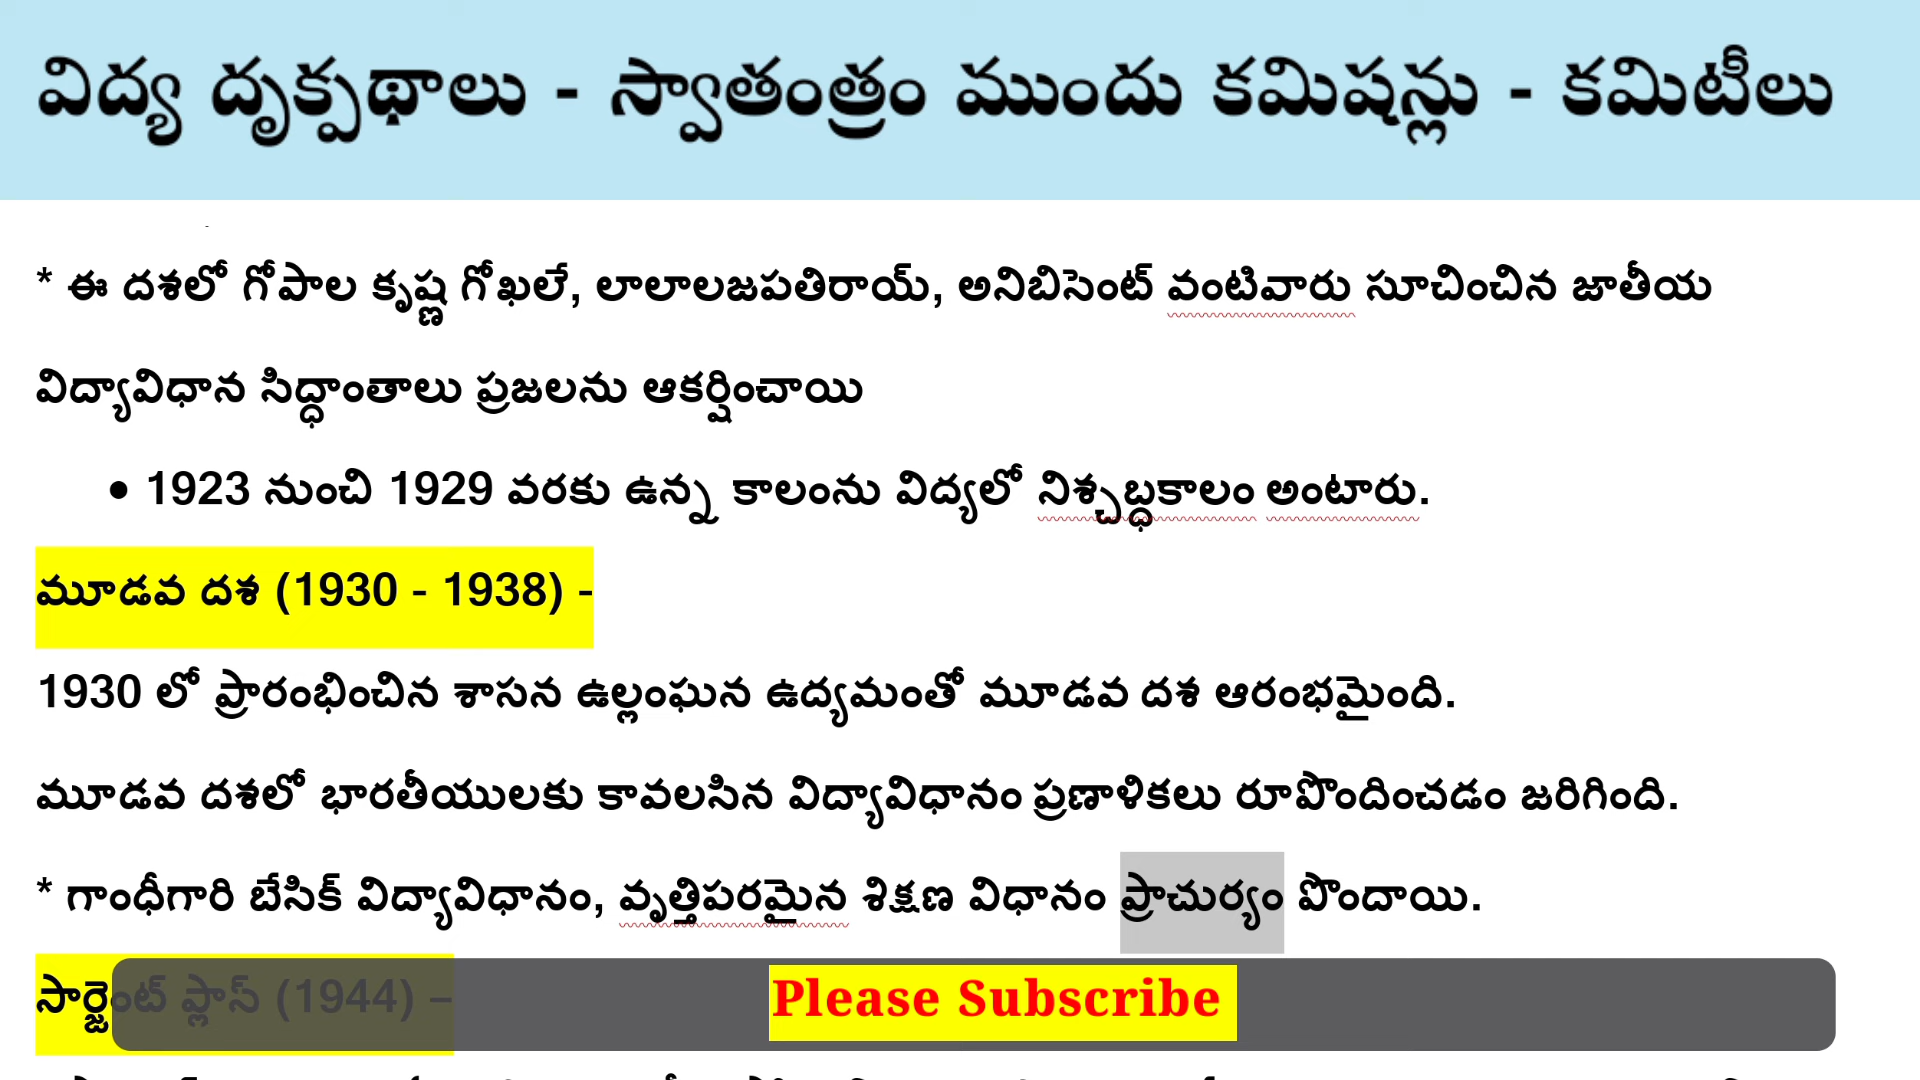 విద్య దృక్పథాలు - స్వాతంత్రం ముందు కమిషన్లు - కమిటీలు
* ఈ దశలో గోపాల కృష్ణ గోఖలే, లాలాలజపతిరాయ్, అనిబిసెంట్ వంటివారు సూచించిన జాతీయ
విద్యావిధాన సిద్ధాంతాలు ప్రజలను ఆకర్షించాయి
• 1923 నుంచి 1929 వరకు ఉన్న కాలంను విద్యలో నిశ్చబ్ధకాలం అంటారు.
మూడవ దశ (1930 - 1938) -
1930 లో ప్రారంభించిన శాసన ఉల్లంఘన ఉద్యమంతో మూడవ దశ ఆరంభమైంది.
మూడవ దశలో భారతీయులకు కావలసిన విద్యావిధానం ప్రణాళికలు రూపొందించడం జరిగింది.
* గాంధీగారి బేసిక్ విద్యావిధానం, వృత్తిపరమైన శిక్షణ విధానం ప్రాచుర్యం పొందాయి.
సార్జెంట్ ప్లాస్ (1944) –
Please Subscribe